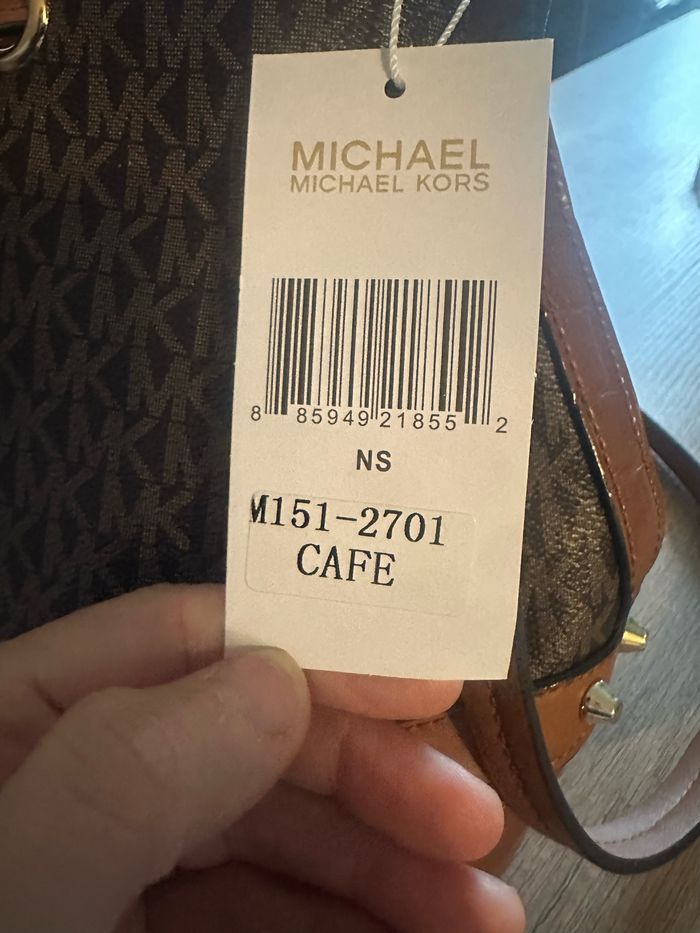 MICHAEL
MICHAEL KORS
8 85949 21855 2
NS
M151-2701
CAFE